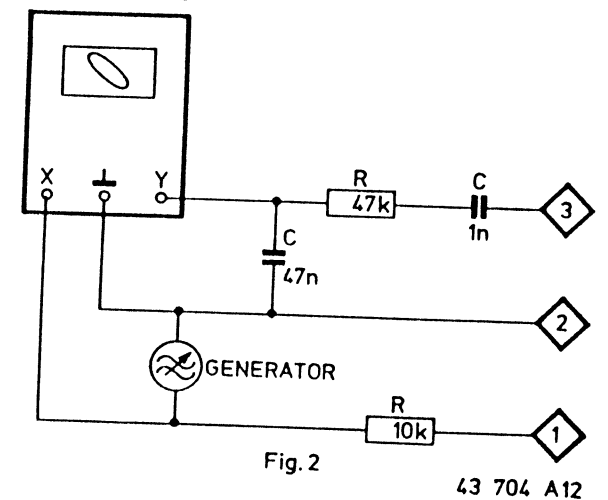 X Y
R
47k
C
1n
3
C
47n
2
GENERATOR
R
10k
1
Fig. 2
43 704 A12